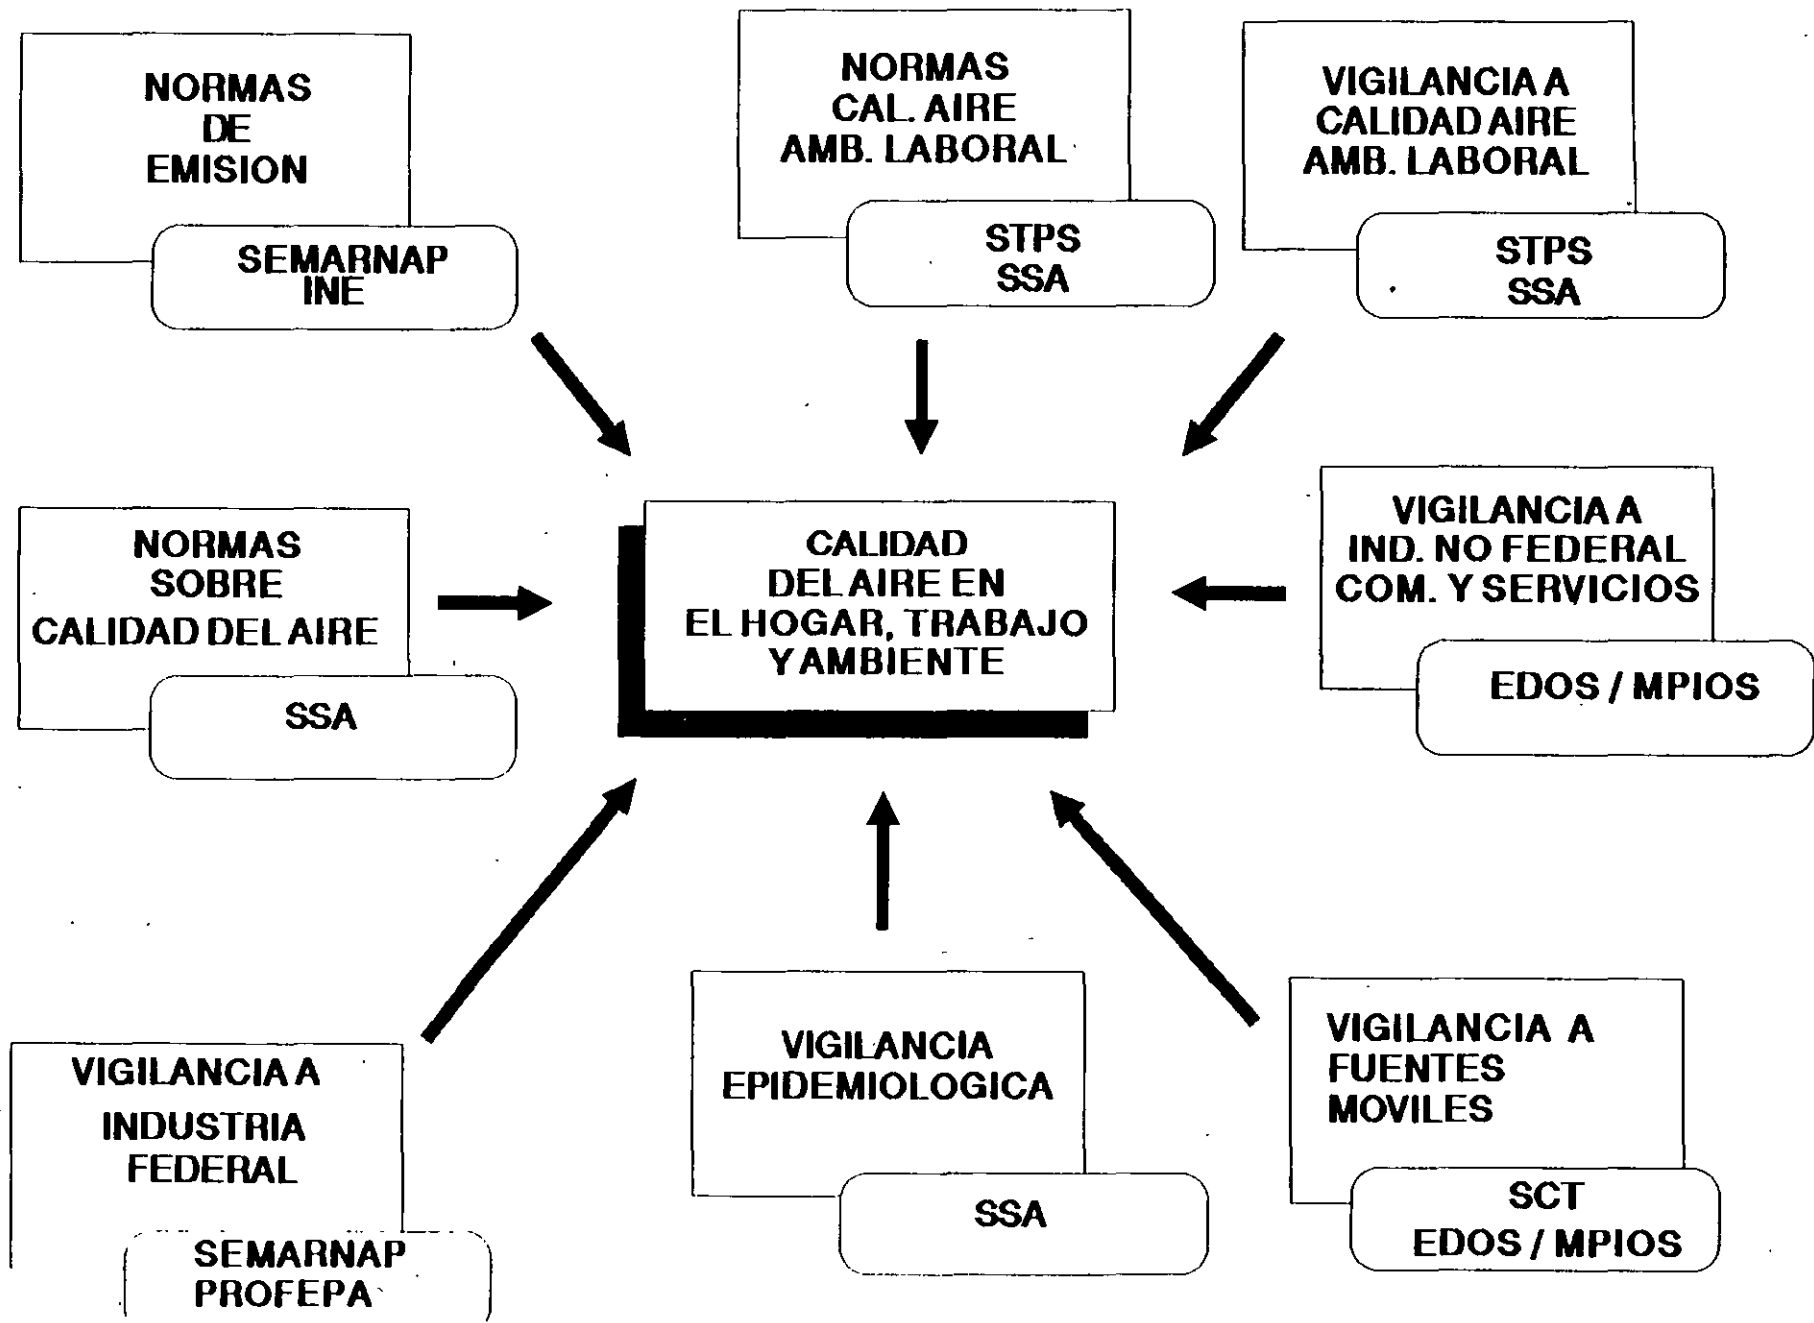 NORMAS
DE
EMISION
SEMARNAP
INE
NORMAS
CAL. AIRE
AMB. LABORAL
STPS
SSA
VIGILANCIA A
CALIDAD AIRE
AMB. LABORAL
STPS
SSA
NORMAS
SOBRE
CALIDAD DEL AIRE
SSA
CALIDAD
DEL AIRE EN
EL HOGAR, TRABAJO
Y AMBIENTE
VIGILANCIA A
IND. NO FEDERAL
COM. Y SERVICIOS
EDOS / MPIOS
VIGILANCIA A
INDUSTRIA
FEDERAL
SEMARNAP
PROFEPA
VIGILANCIA
EPIDEMIOLOGICA
SSA
VIGILANCIA A
FUENTES
MOVILES
SCT
EDOS / MPIOS